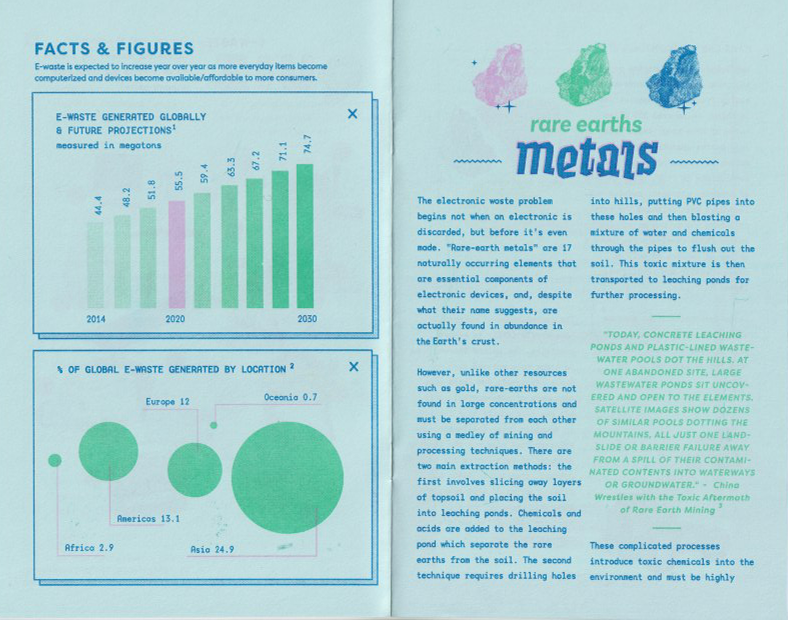 FACTS & FIGURES
E-waste is expected to increase year over year as more everyday items become
computerized and devices become available/affordable to more consumers.
E-WASTE GENERATED GLOBALLY
& FUTURE PROJECTIONS¹
measured in megatons
X
44.4
48.2
51.8
55.5
59.4
63.3
67.2
71.1
74.7
2014
2020
2030
% OF GLOBAL E-WASTE GENERATED BY LOCATION ²
X
Oceania 0.7
Europe 12
Americas 13.1
Africa 2.9
Asia 24.9
rare earths
metals
The electronic waste problem
begins not when an electronic is
discarded, but before it's even
made. "Rare-earth metals" are 17
naturally occurring elements that
are essential components of
electronic devices, and, despite
what their name suggests, are
actually found in abundance in
the Earth's crust.
However, unlike other resources
such as gold, rare-earths are not
found in large concentrations and
must be separated from each other
using a medley of mining and
processing techniques. There are
two main extraction methods: the
first involves slicing away layers
of topsoil and placing the soil
into leaching ponds. Chemicals and
acids are added to the leaching
pond which separate the rare
earths from the soil. The second
technique requires drilling holes
into hills, putting PVC pipes into
these holes and then blasting a
mixture of water and chemicals
through the pipes to flush out the
soil. This toxic mixture is then
transported to leaching ponds for
further processing.
"TODAY, CONCRETE LEACHING
PONDS AND PLASTIC-LINED WASTE-
WATER POOLS DOT THE HILLS. AT
ONE ABANDONED SITE, LARGE
WASTEWATER PONDS SIT UNCOV-
ERED AND OPEN TO THE ELEMENTS.
SATELLITE IMAGES SHOW DOZENS
OF SIMILAR POOLS DOTTING THE
MOUNTAINS, ALL JUST ONE LAND-
SLIDE OR BARRIER FAILURE AWAY
FROM A SPILL OF THEIR CONTAMI-
NATED CONTENTS INTO WATERWAYS
OR GROUNDWATER." - China
Wrestles with the Toxic Aftermath
of Rare Earth Mining ³
These complicated processes
introduce toxic chemicals into the
environment and must be highly